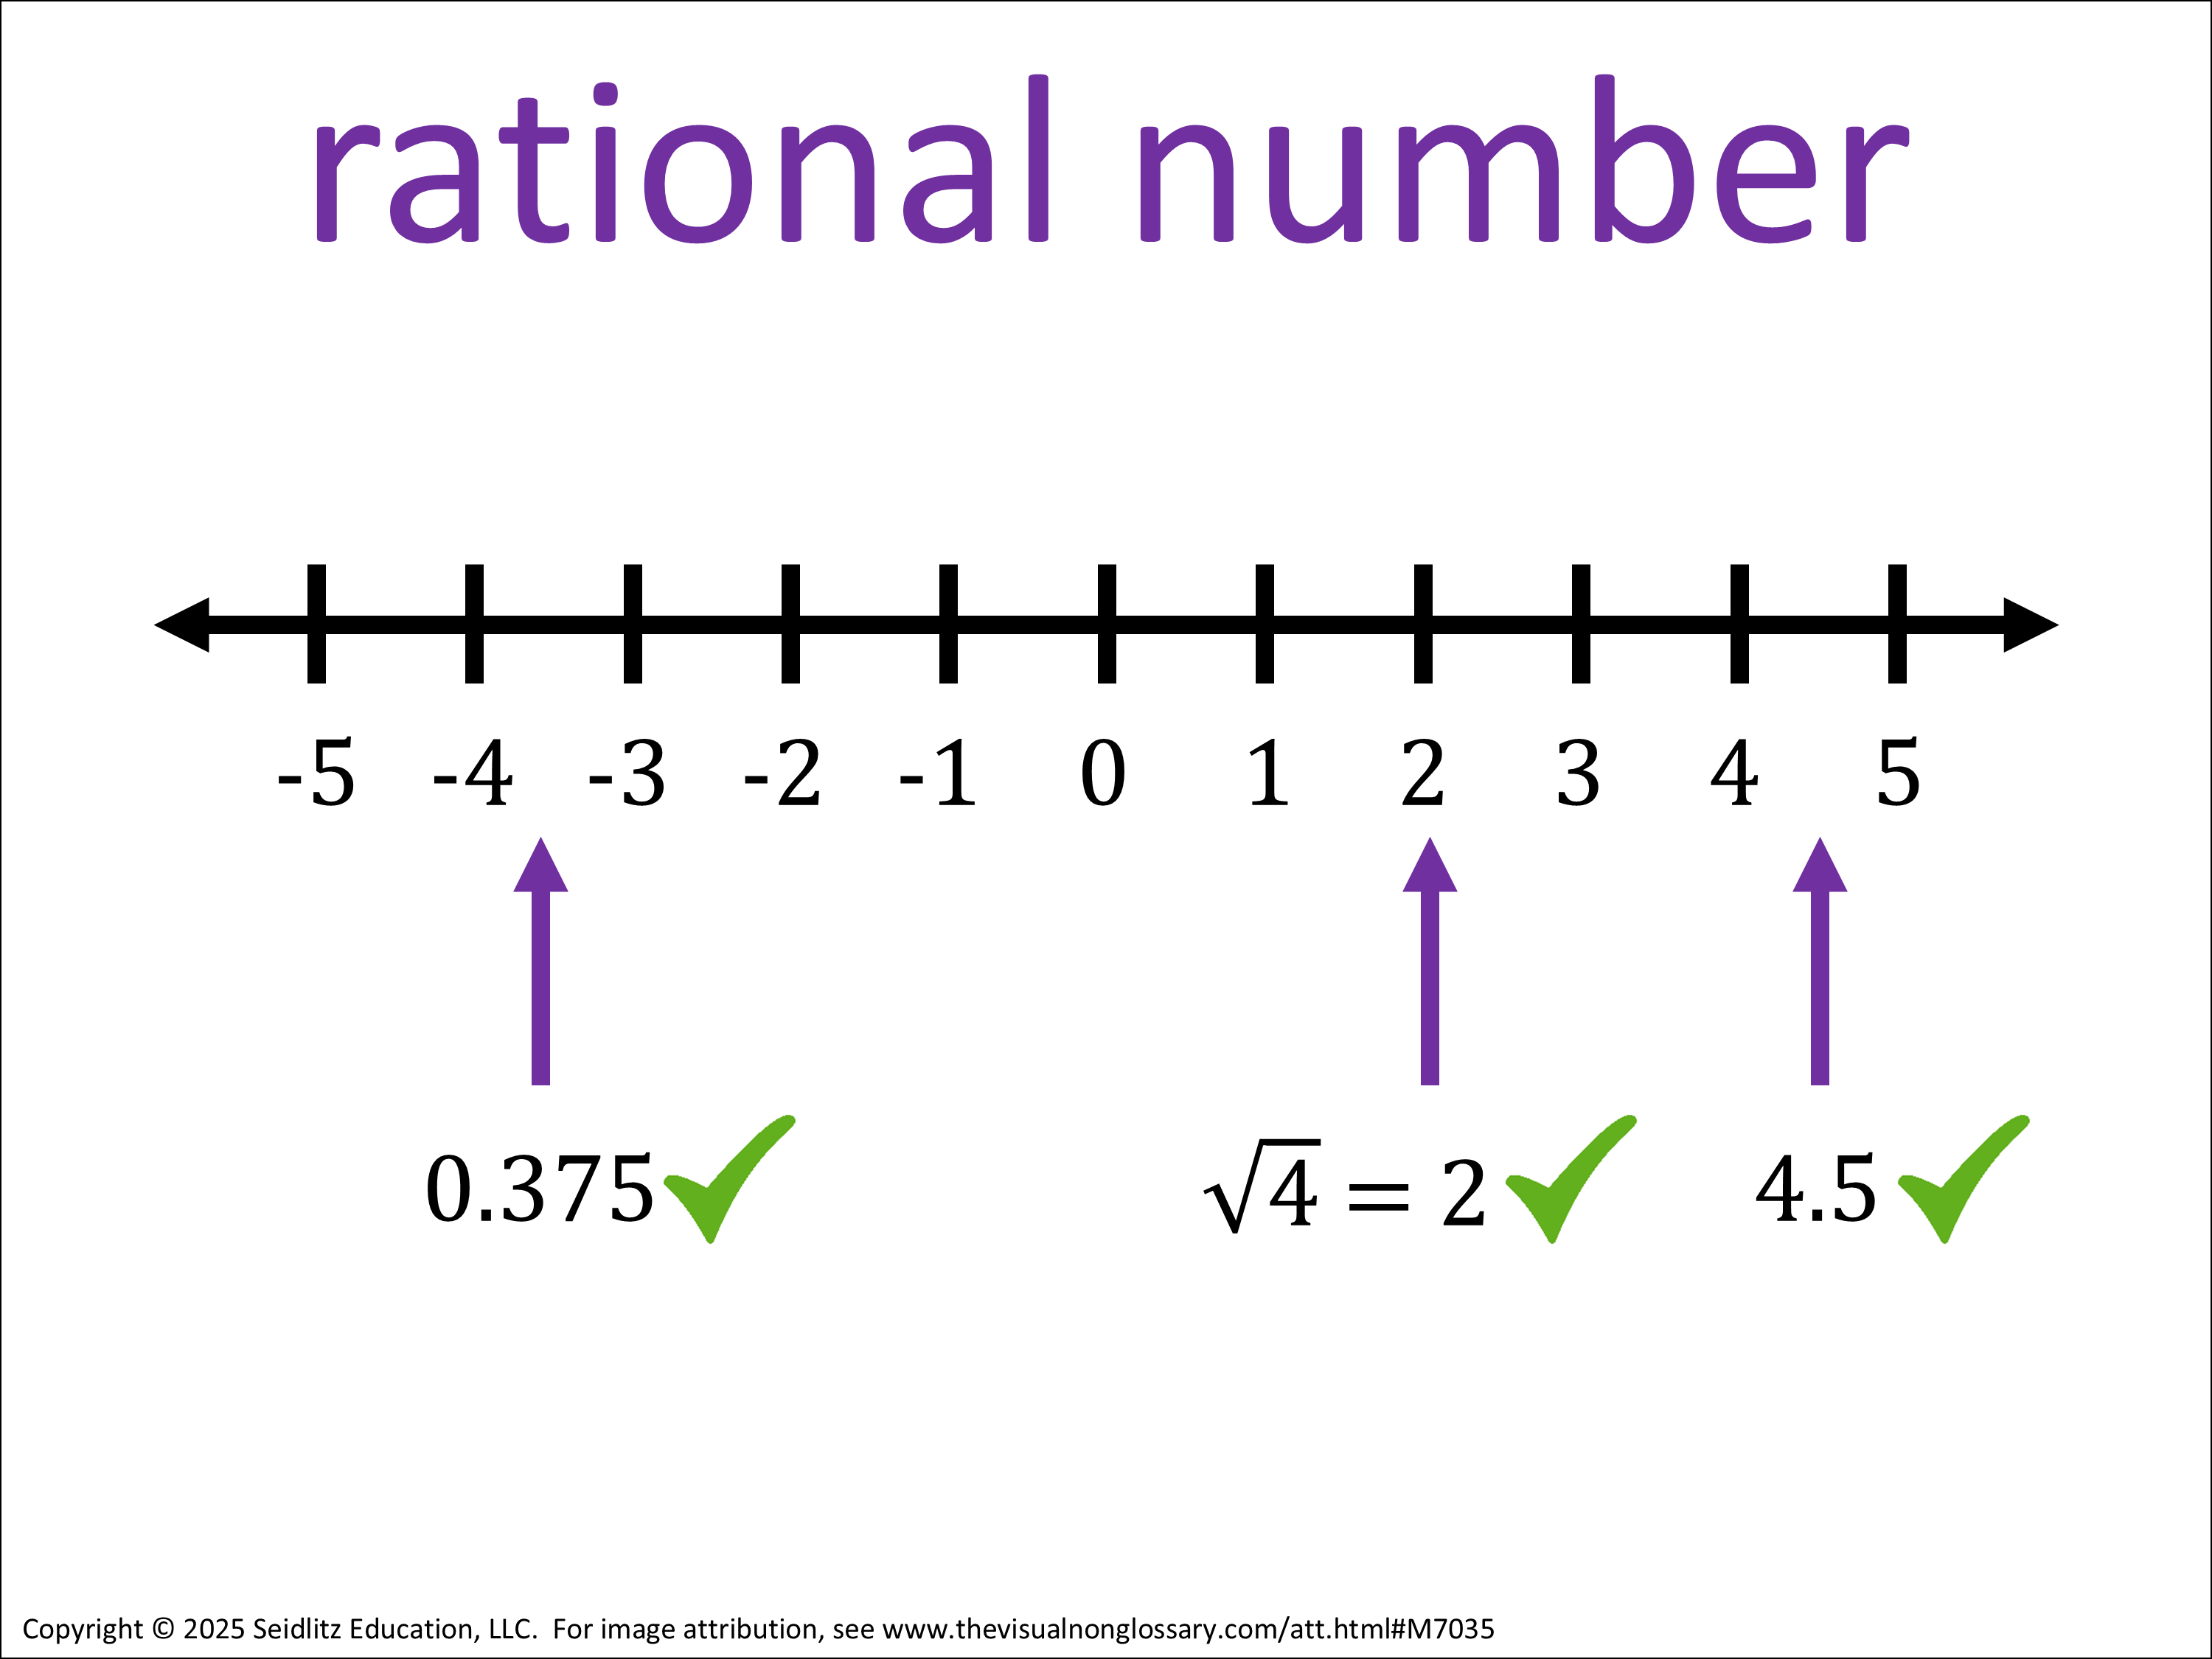 rational number
-5 -4 -3 -2 -1 0 1 2 3 4 5
0.375 √4 = 2 4.5
Copyright © 2025 Seidlitz Education, LLC. For image attribution, see www.thevisualnonglossary.com/att.html#M7035